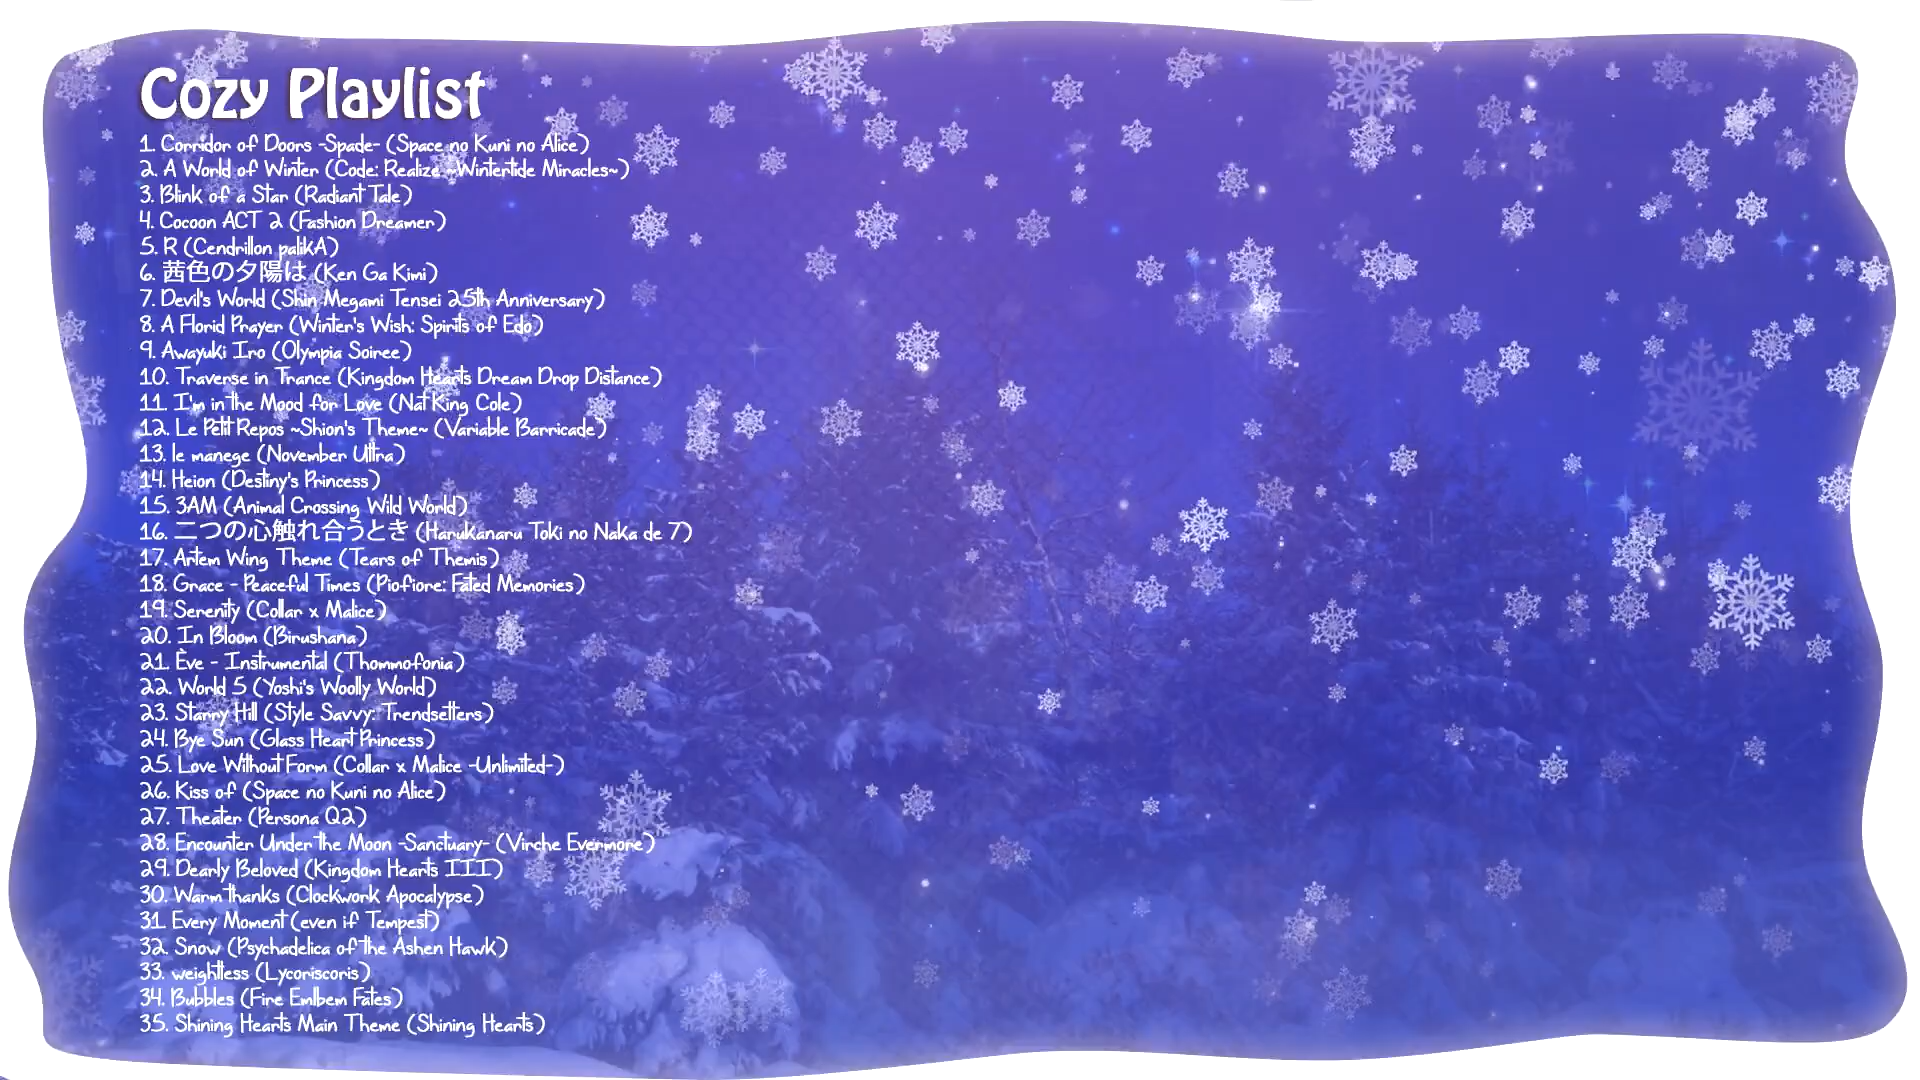 Cozy Playlist
1. Corridor of Doors -Spade- (Space no Kuni no Alice)
2. A World of Winter (Code: Realize ~Wintertide Miracles~)
3. Blink of a Star (Radiant Tale)
4. Cocoon ACT 2 (Fashion Dreamer)
5. R (Cendrillon palikA)
6. 茜色の夕陽は (Ken Ga Kimi)
7. Devil's World (Shin Megami Tensei 25th Anniversary)
8. A Florid Prayer (Winter's Wish: Spirits of Edo)
9. Awayuki Iro (Olympia Soiree)
10. Traverse in Trance (Kingdom Hearts Dream Drop Distance)
11. I'm in the Mood for Love (Nat King Cole)
12. Le Petit Repos ~Shion's Theme~ (Variable Barricade)
13. le manege (November Ultra)
14. Heion (Destiny's Princess)
15. 3AM (Animal Crossing Wild World)
16. 二つの心触れ合うとき (Harukanaru Toki no Naka de 7)
17. Artem Wing Theme (Tears of Themis)
18. Grace - Peaceful Times (Piofiore: Fated Memories)
19. Serenity (Collar x Malice)
20. In Bloom (Birushana)
21. Ève - Instrumental (Thommofonia)
22. World 5 (Yoshi's Woolly World)
23. Starry Hill (Style Savvy: Trendsetters)
24. Bye Sun (Glass Heart Princess)
25. Love Without Form (Collar x Malice -Unlimited-)
26. Kiss of (Space no Kuni no Alice)
27. Theater (Persona Q2)
28. Encounter Under the Moon -Sanctuary- (Virche Evermore)
29. Dearly Beloved (Kingdom Hearts III)
30. Warm thanks (Clockwork Apocalypse)
31. Every Moment (even if Tempest)
32. Snow (Psychadelica of the Ashen Hawk)
33. weightless (Lycoriscoris)
34. Bubbles (Fire Emlbem Fates)
35. Shining Hearts Main Theme (Shining Hearts)